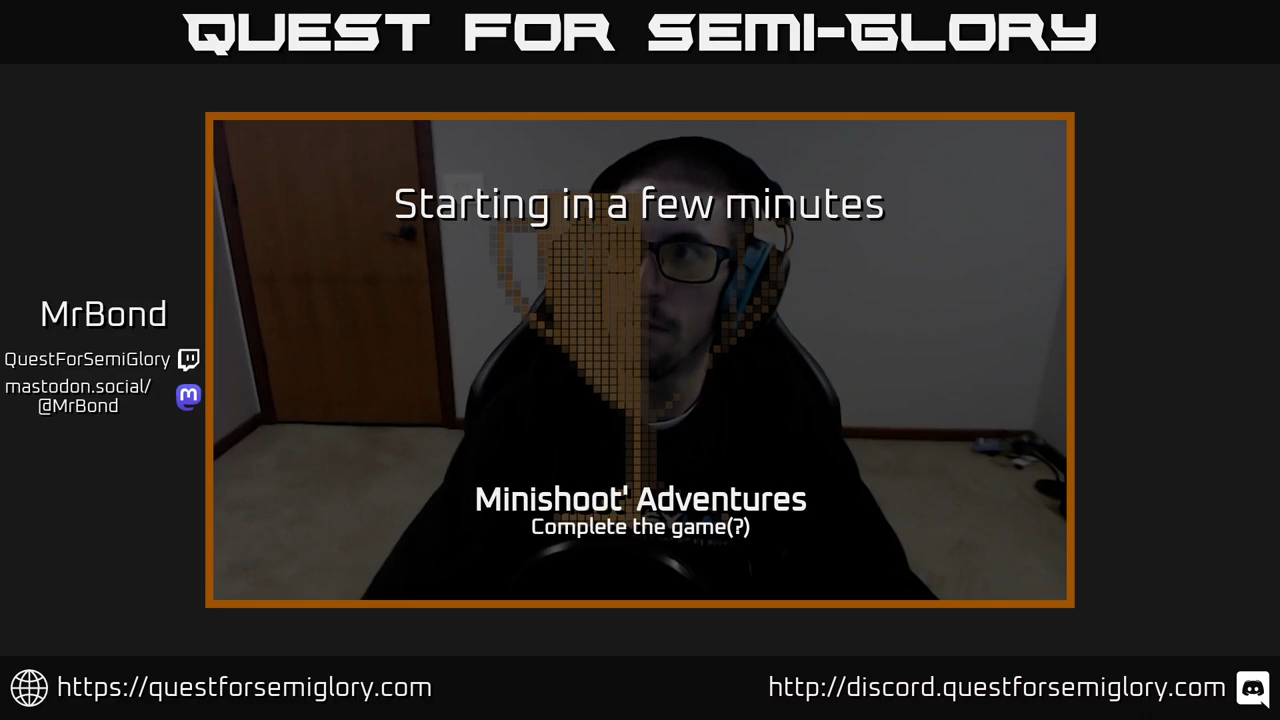 QUEST FOR SEMI-GLORY
Starting in a few minutes
MrBond
QuestForSemiGlory
mastodon.social/
@MrBond
Minishoot' Adventures
Complete the game(?)
https://questforsemiglory.com
http://discord.questforsemiglory.com